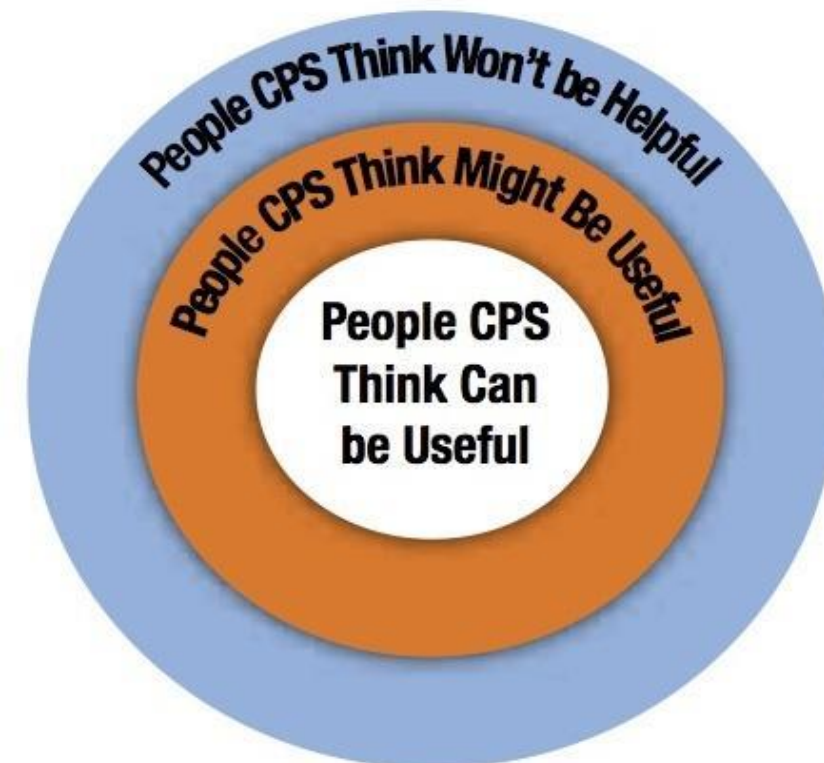 People CPS Think Won't be Helpful
People CPS Think Might Be Useful
People CPS
Think Can
be Useful